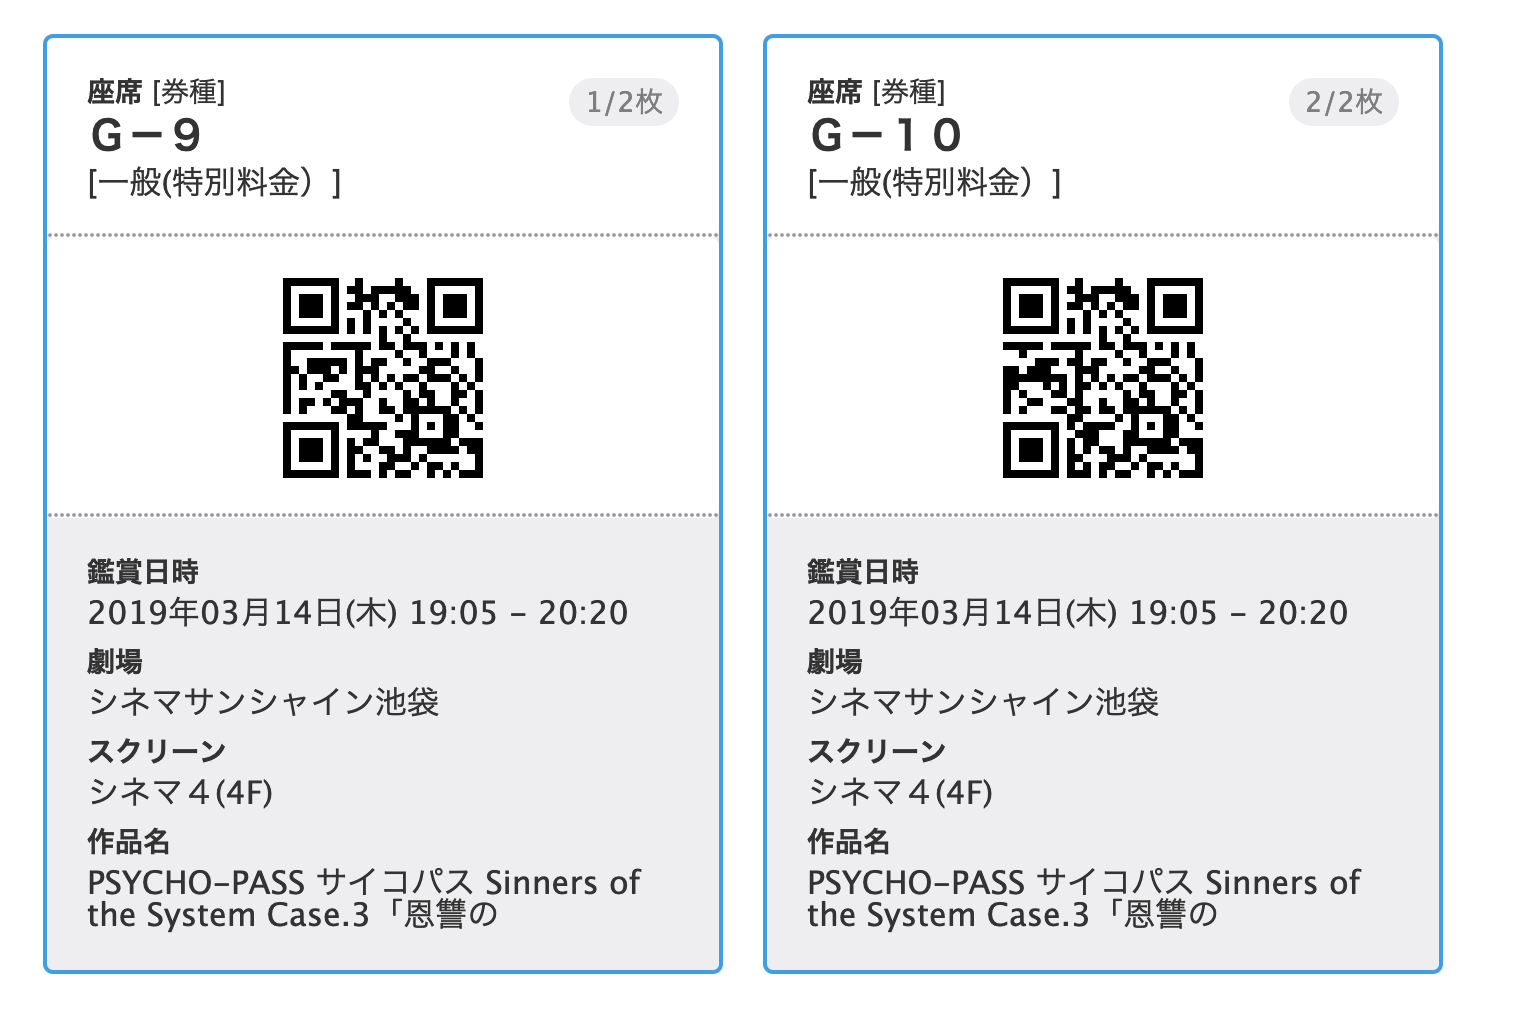 座席 [券種]
1/2枚
Ｇ－９
[一般(特別料金）]
鑑賞日時
2019年03月14日(木) 19:05 – 20:20
劇場
シネマサンシャイン池袋
スクリーン
シネマ４(4F)
作品名
PSYCHO–PASS サイコパス Sinners of
the System Case.3「恩讐の
座席 [券種]
2/2枚
Ｇ－１０
[一般(特別料金）]
鑑賞日時
2019年03月14日(木) 19:05 – 20:20
劇場
シネマサンシャイン池袋
スクリーン
シネマ４(4F)
作品名
PSYCHO–PASS サイコパス Sinners of
the System Case.3「恩讐の